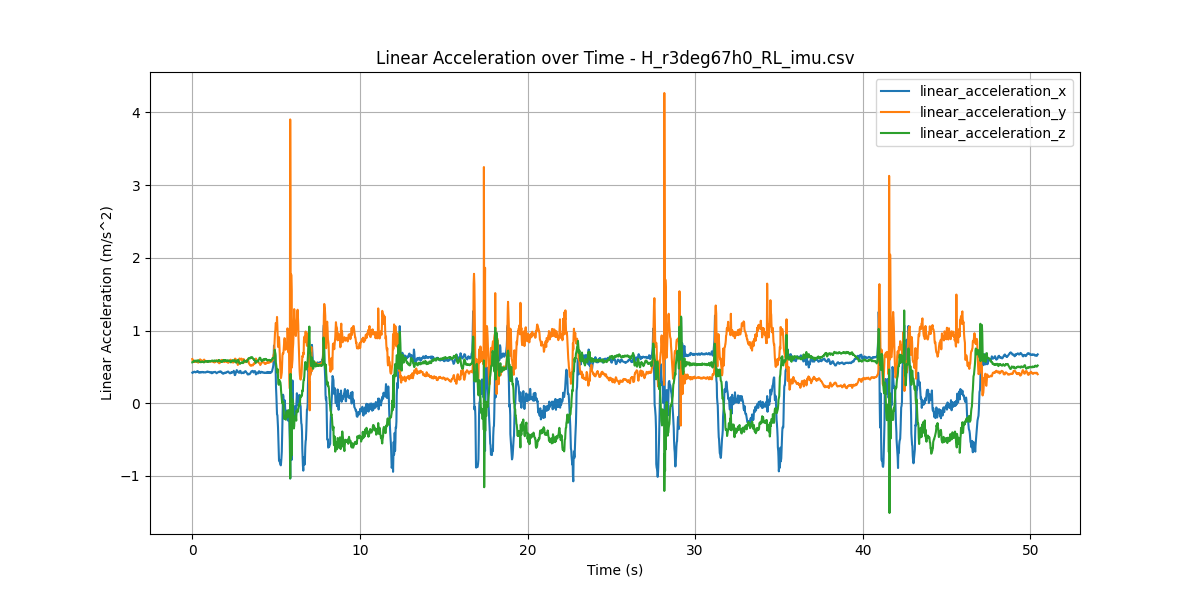 Linear Acceleration over Time - H_r3deg67h0_RL_imu.csv
linear_acceleration_x
linear_acceleration_y
linear_acceleration_z
Linear Acceleration (m/s^2)
4
3
2
1
0
−1
0 10 20 30 40 50
Time (s)